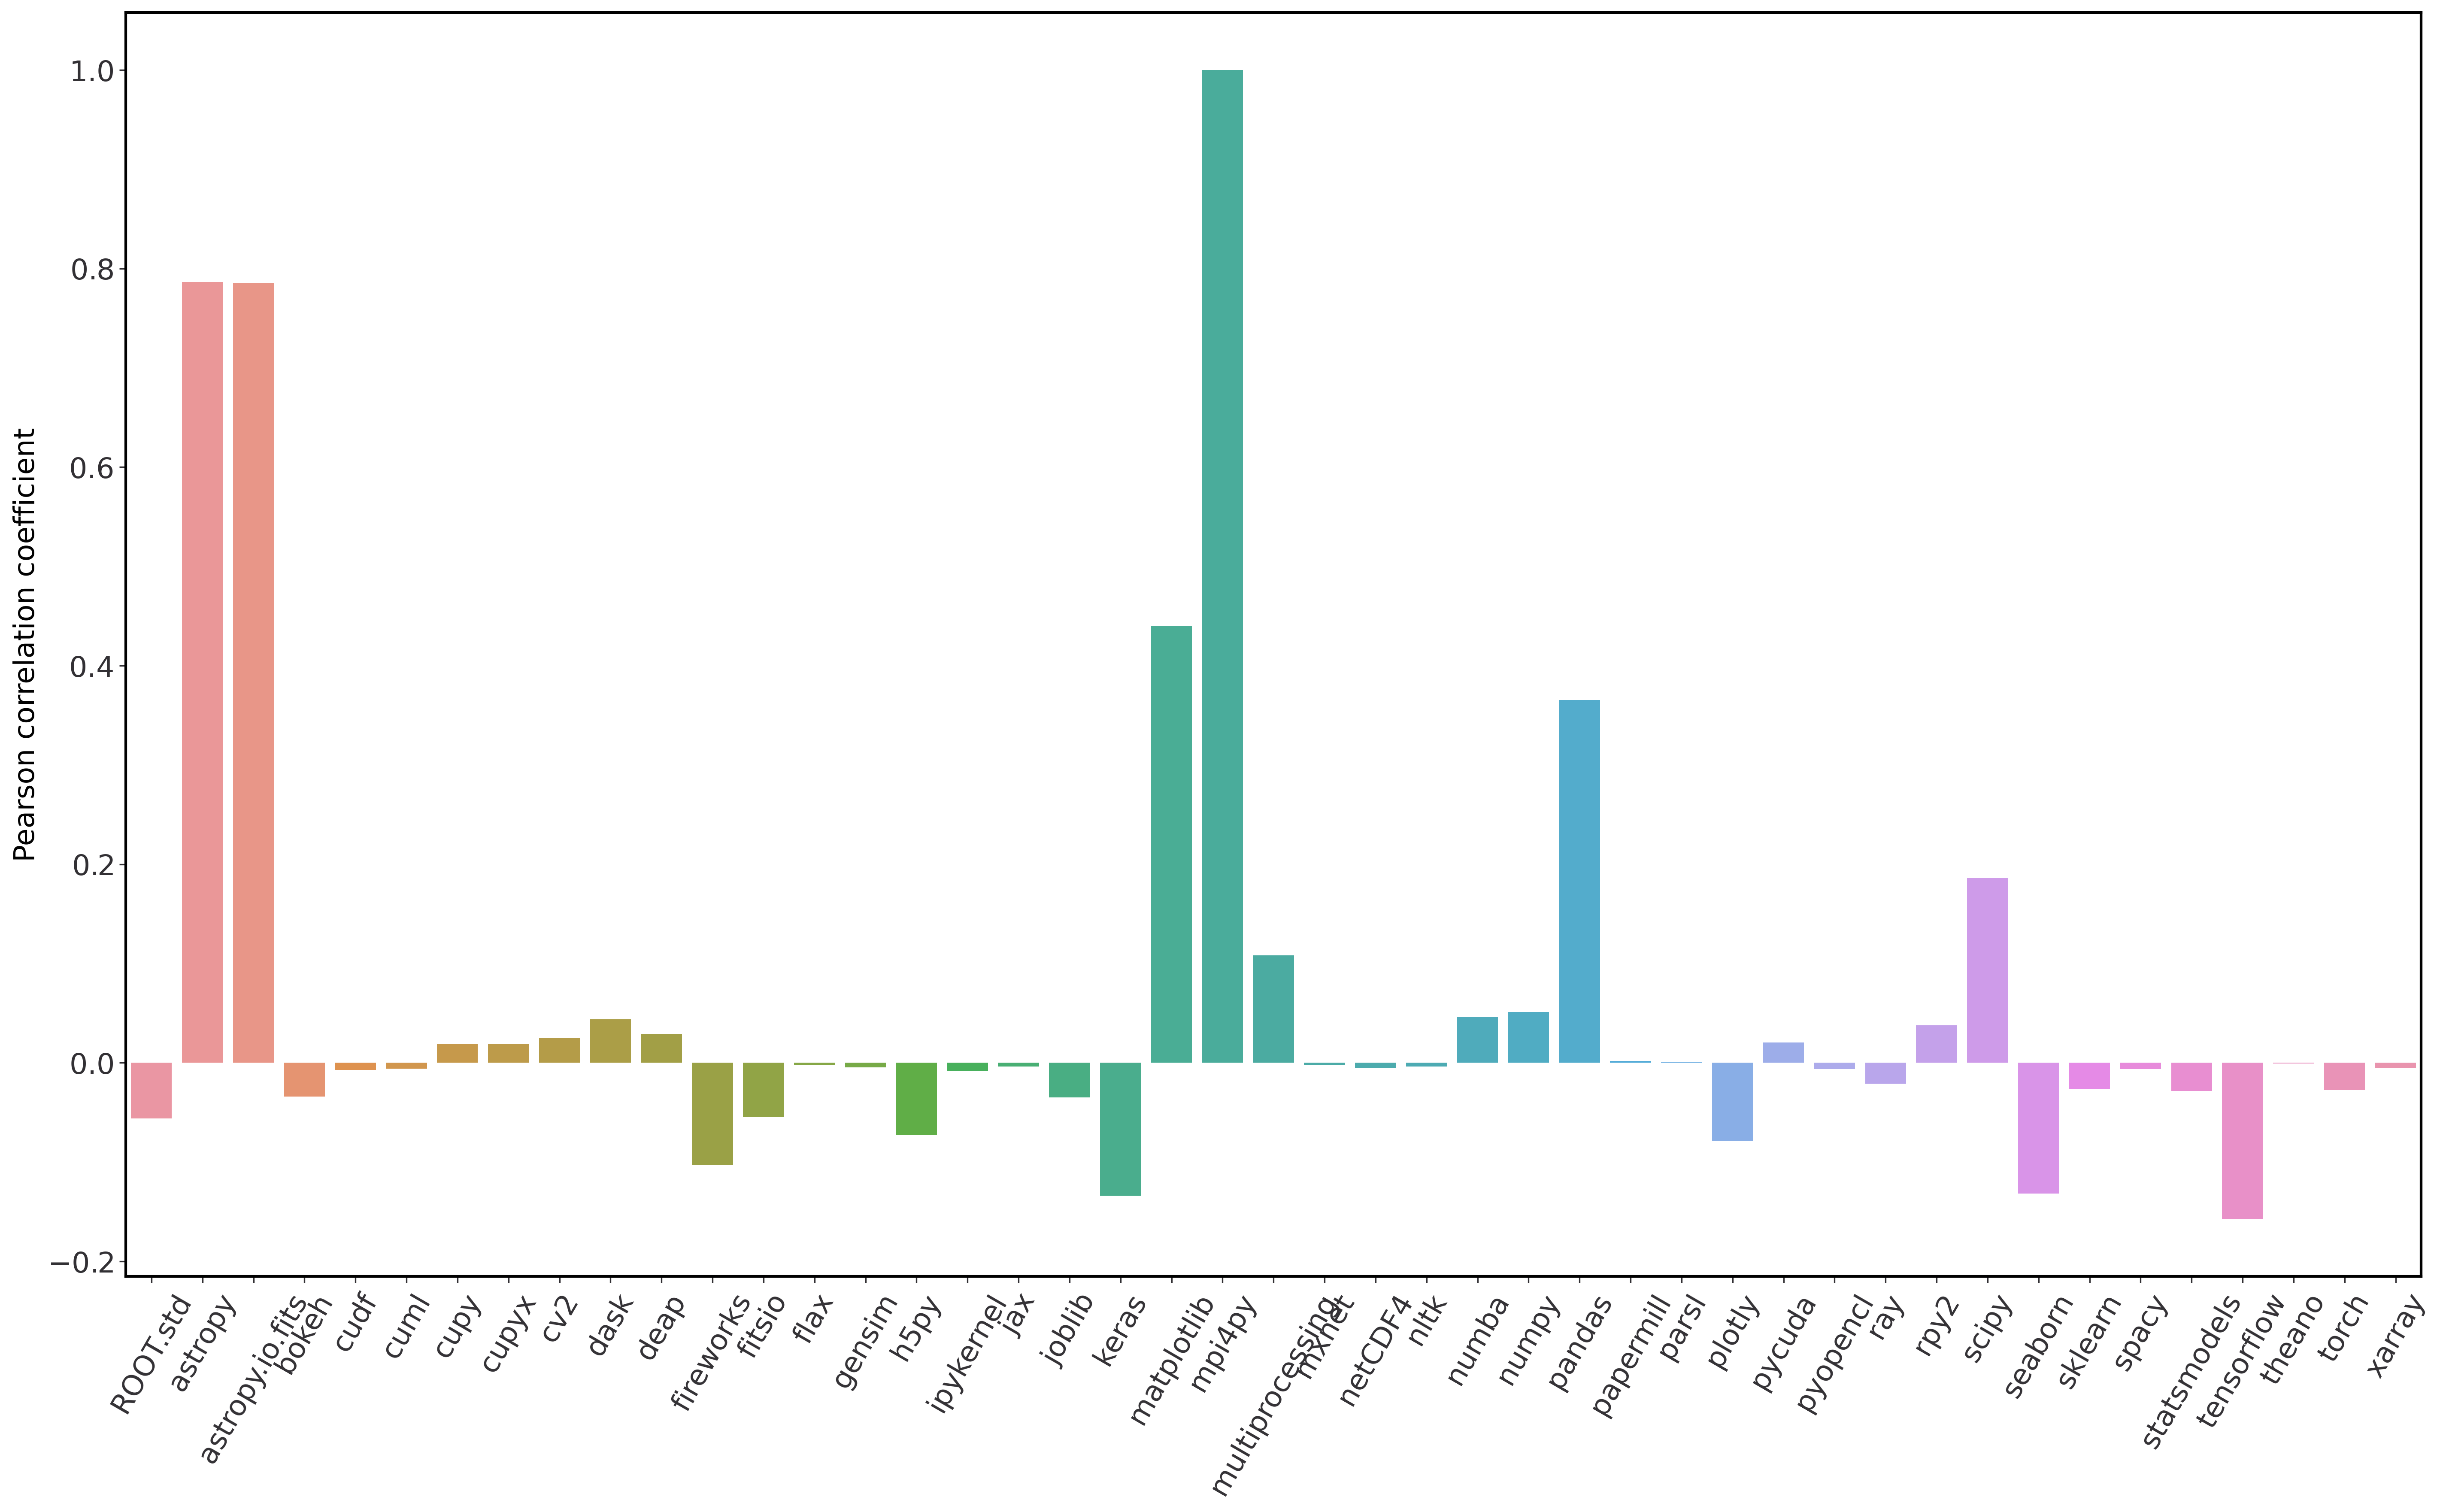 Pearson correlation coefficient
1.0
0.8
0.6
0.4
0.2
0.0
−0.2
ROOT.std
astropy
astropy.io.fits
bokeh
cudf
cuml
cupy
cupyx
cv2
dask
deap
fireworks
fitsio
flax
gensim
h5py
ipykernel
jax
joblib
keras
matplotlib
mpi4py
multiprocessing
mxnet
netCDF4
nltk
numba
numpy
pandas
papermill
parsl
plotly
pycuda
pyopencl
ray
rpy2
scipy
seaborn
sklearn
spacy
statsmodels
tensorflow
theano
torch
xarray